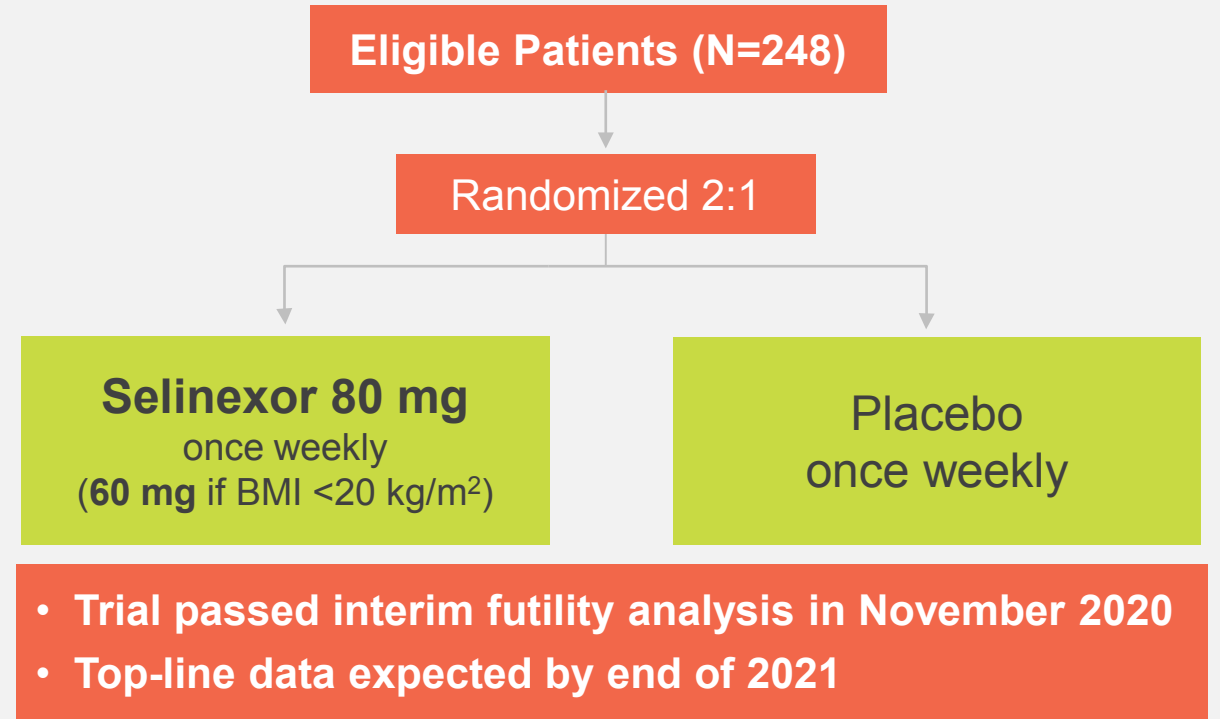 Eligible Patients (N=248)
Randomized 2:1
Selinexor 80 mg
once weekly
(60 mg if BMI <20 kg/m²)
Placebo
once weekly
• Trial passed interim futility analysis in November 2020
• Top-line data expected by end of 2021